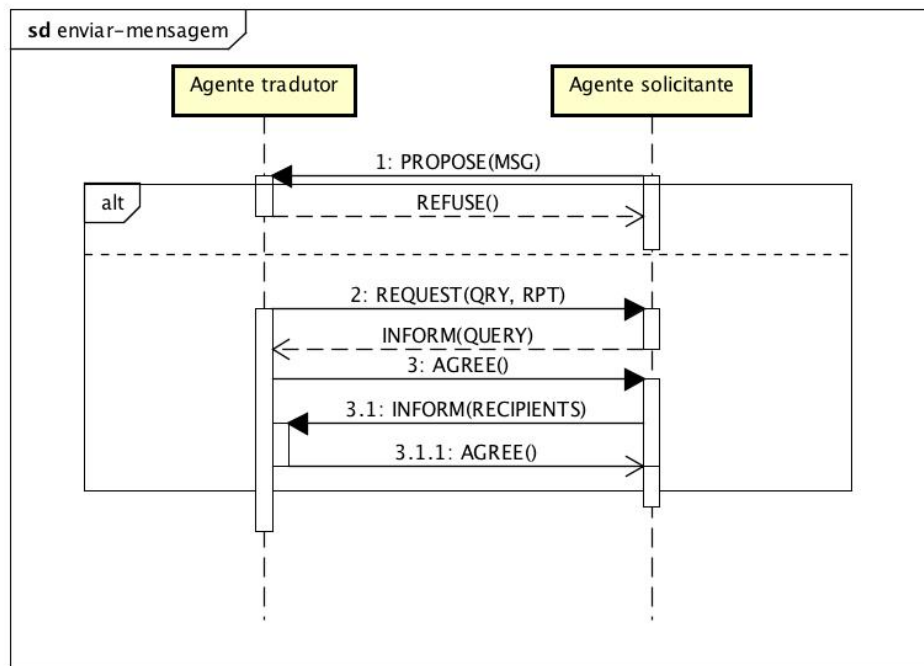 sd enviar-mensagem
Agente tradutor
Agente solicitante
1: PROPOSE(MSG)
alt
REFUSE()
2: REQUEST(QRY, RPT)
INFORM(QUERY)
3: AGREE()
3.1: INFORM(RECIPIENTS)
3.1.1: AGREE()